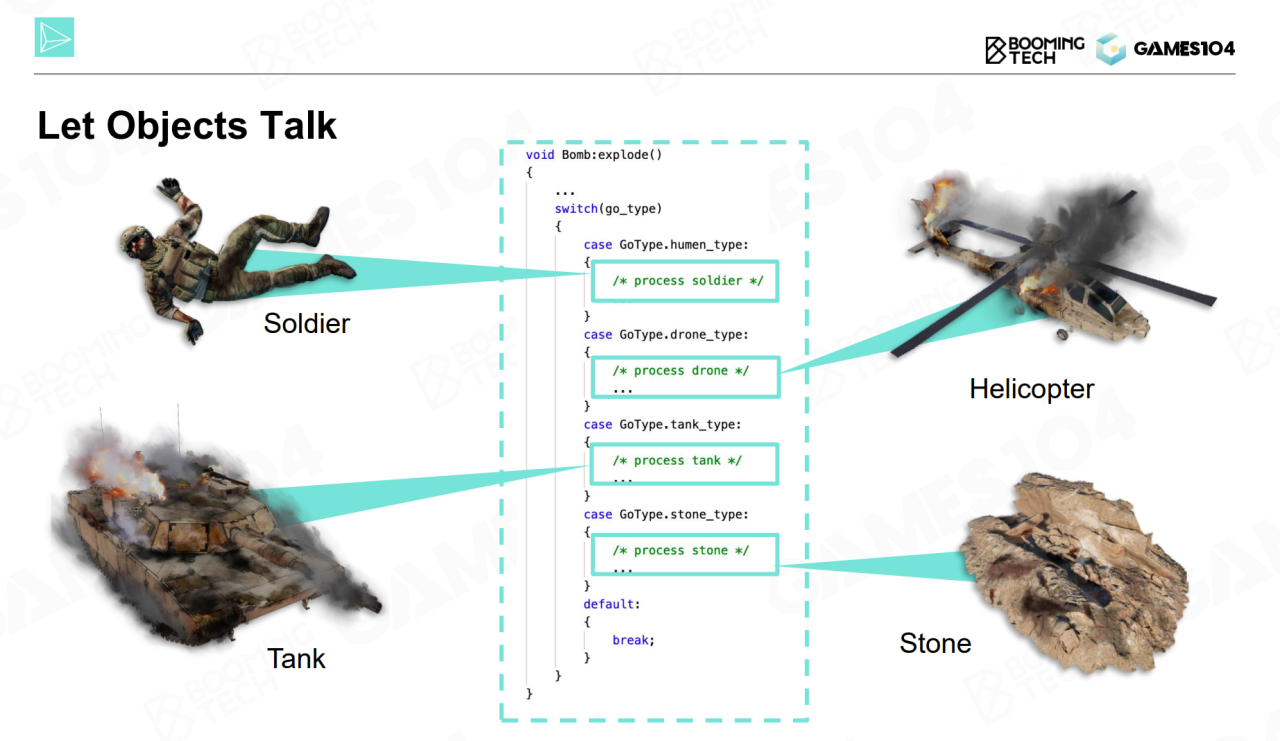 BOOMING
TECH
GAMES104
Let Objects Talk
void Bomb:explode()
{
...
switch(go_type)
{
case GoType.humen_type:
{
/* process soldier */
}
case GoType.drone_type:
{
/* process drone */
...
}
case GoType.tank_type:
{
/* process tank */
...
}
case GoType.stone_type:
{
/* process stone */
...
}
default:
{
break;
}
}
}
Soldier
Helicopter
Tank
Stone